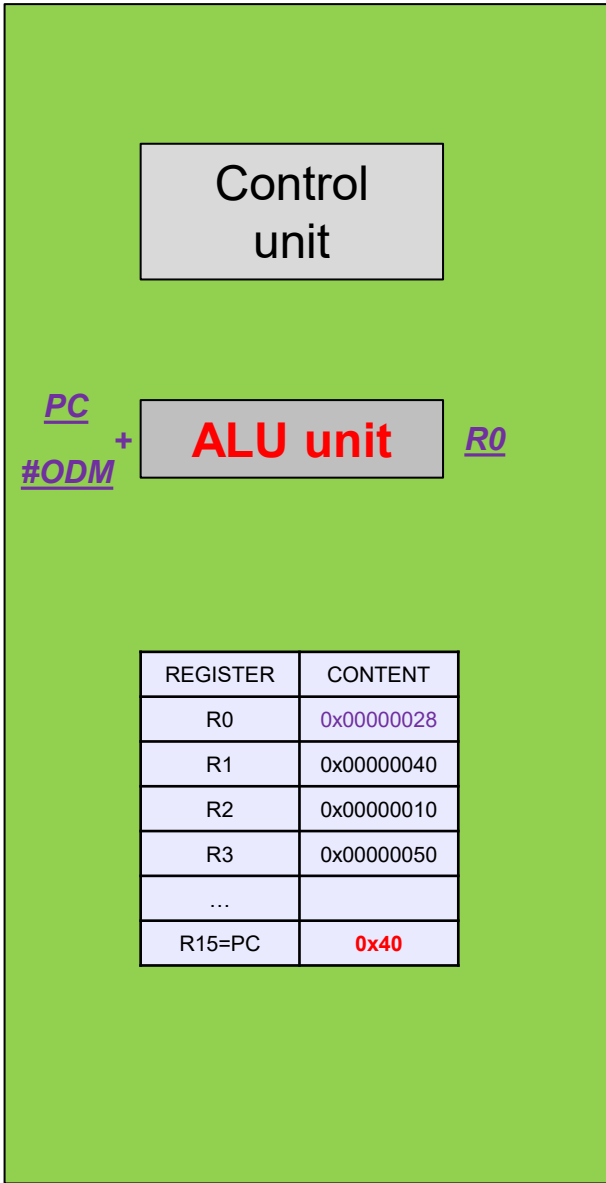 Control
unit
PC
+
#ODM
ALU unit
R0
REGISTER CONTENT
R0 0x00000028
R1 0x00000040
R2 0x00000010
R3 0x00000050
…
R15=PC 0x40